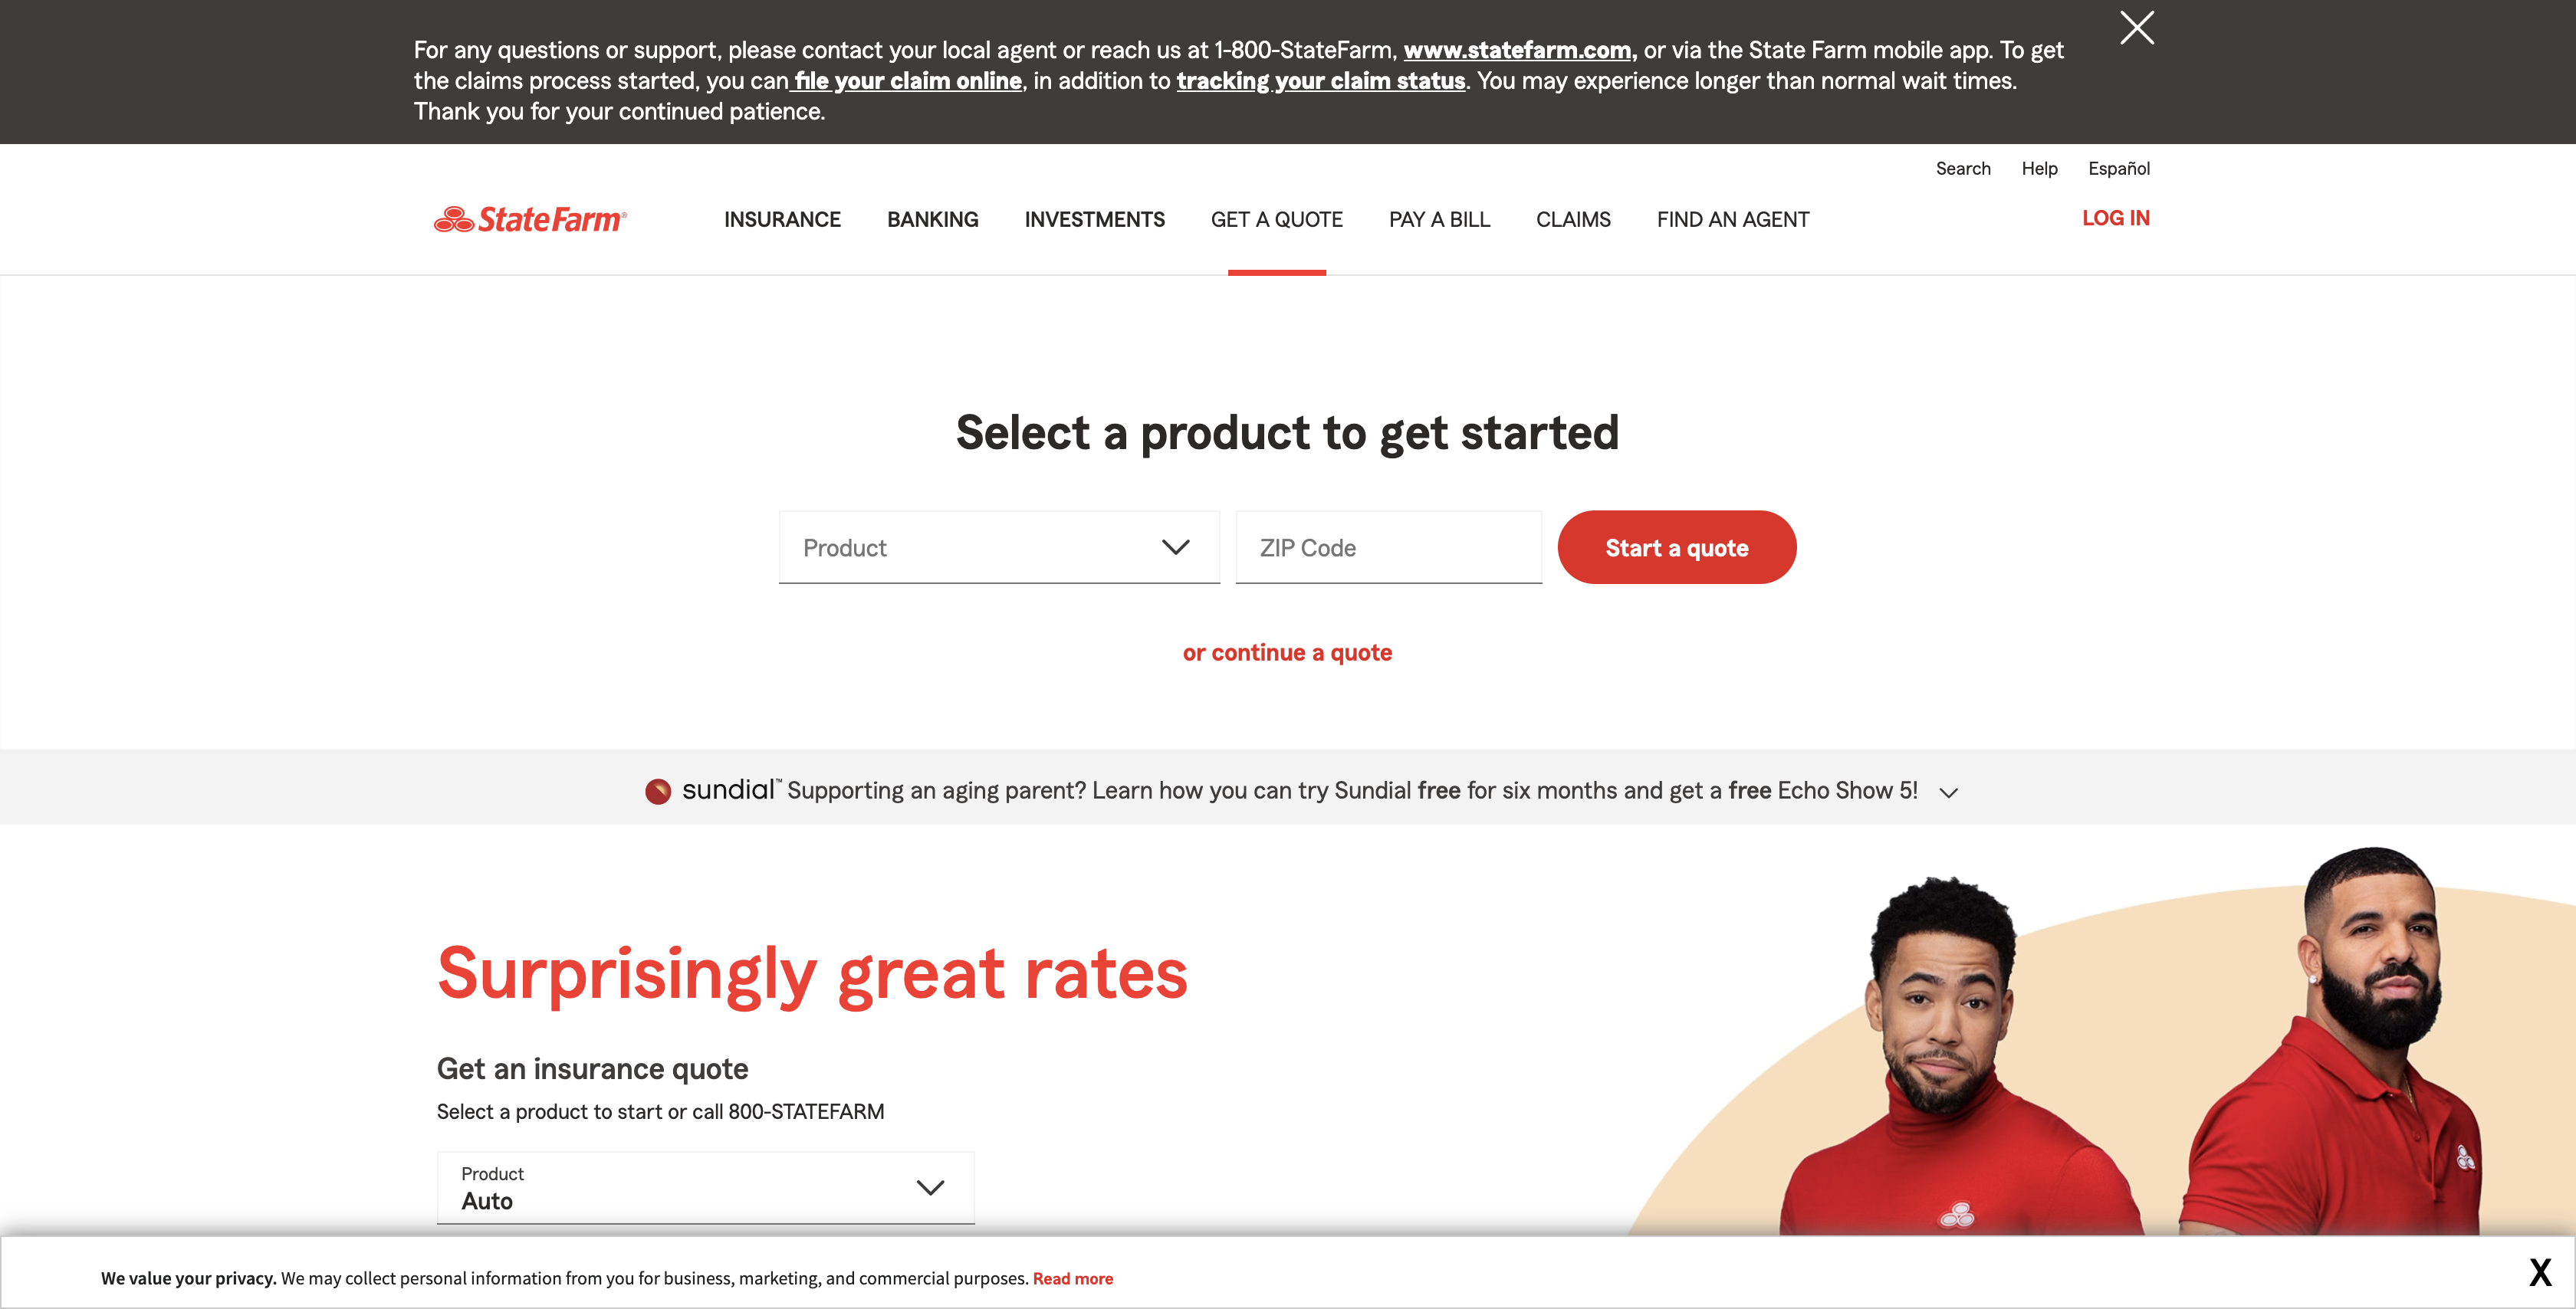 For any questions or support, please contact your local agent or reach us at 1-800-StateFarm, www.statefarm.com, or via the State Farm mobile app. To get
the claims process started, you can file your claim online, in addition to tracking your claim status. You may experience longer than normal wait times.
Thank you for your continued patience.
Search Help Español
State Farm® INSURANCE BANKING INVESTMENTS GET A QUOTE PAY A BILL CLAIMS FIND AN AGENT LOG IN
Select a product to get started
Product ZIP Code Start a quote
or continue a quote
sundial™ Supporting an aging parent? Learn how you can try Sundial free for six months and get a free Echo Show 5!
Surprisingly great rates
Get an insurance quote
Select a product to start or call 800-STATEFARM
Product
Auto
We value your privacy. We may collect personal information from you for business, marketing, and commercial purposes. Read more X